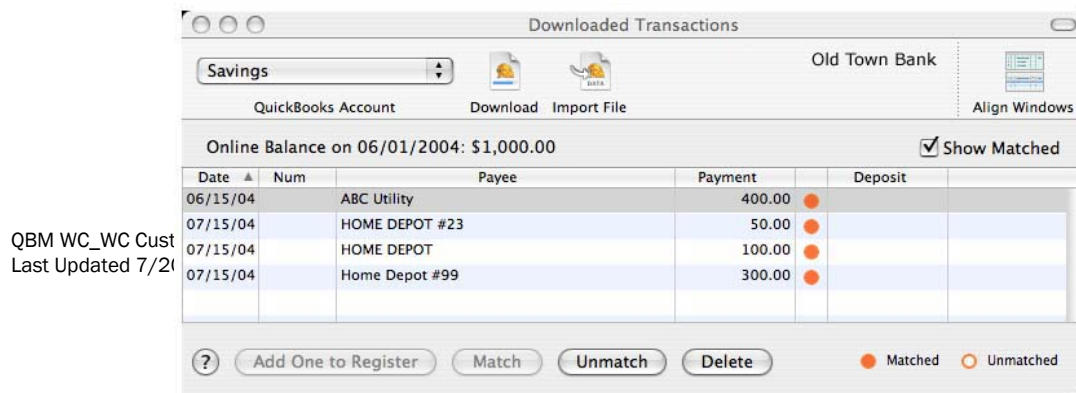 Downloaded Transactions
Savings
Old Town Bank
QuickBooks Account Download Import File Align Windows
DATA
Online Balance on 06/01/2004: $1,000.00 Show Matched
Date Num Payee Payment Deposit
06/15/04 ABC Utility 400.00
07/15/04 HOME DEPOT #23 50.00
07/15/04 HOME DEPOT 100.00
07/15/04 Home Depot #99 300.00
QBM WC_WC Cust
Last Updated 7/2
? Add One to Register Match Unmatch Delete Matched Unmatched